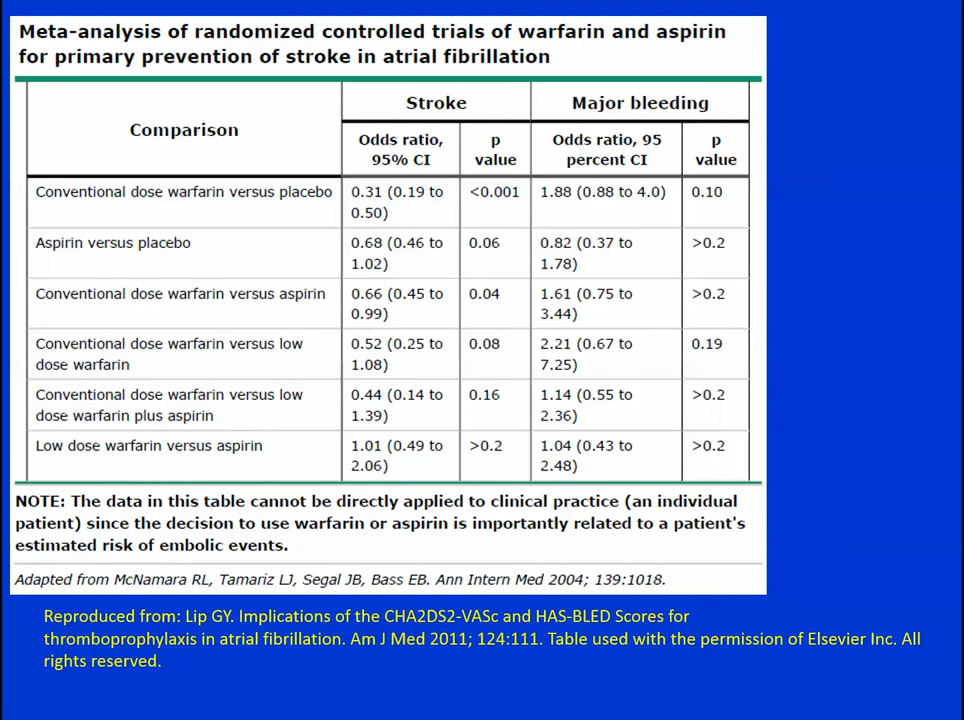 Meta-analysis of randomized controlled trials of warfarin and aspirin
for primary prevention of stroke in atrial fibrillation
Comparison
Stroke
Major bleeding
Odds ratio,
95% CI
p
value
Odds ratio, 95
percent CI
p
value
Conventional dose warfarin versus placebo
0.31 (0.19 to
0.50)
<0.001
1.88 (0.88 to 4.0)
0.10
Aspirin versus placebo
0.68 (0.46 to
1.02)
0.06
0.82 (0.37 to
1.78)
>0.2
Conventional dose warfarin versus aspirin
0.66 (0.45 to
0.99)
0.04
1.61 (0.75 to
3.44)
>0.2
Conventional dose warfarin versus low
dose warfarin
0.52 (0.25 to
1.08)
0.08
2.21 (0.67 to
7.25)
0.19
Conventional dose warfarin versus low
dose warfarin plus aspirin
0.44 (0.14 to
1.39)
0.16
1.14 (0.55 to
2.36)
>0.2
Low dose warfarin versus aspirin
1.01 (0.49 to
2.06)
>0.2
1.04 (0.43 to
2.48)
>0.2
NOTE: The data in this table cannot be directly applied to clinical practice (an individual
patient) since the decision to use warfarin or aspirin is importantly related to a patient's
estimated risk of embolic events.
Adapted from McNamara RL, Tamariz LJ, Segal JB, Bass EB. Ann Intern Med 2004; 139:1018.
Reproduced from: Lip GY. Implications of the CHA2DS2-VASc and HAS-BLED Scores for
thromboprophylaxis in atrial fibrillation. Am J Med 2011; 124:111. Table used with the permission of Elsevier Inc. All
rights reserved.